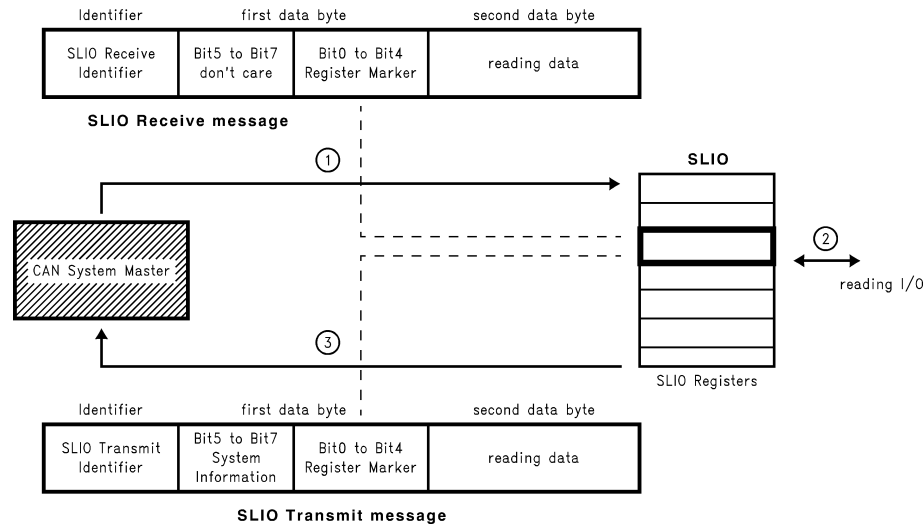 Identifier first data byte second data byte
SLIO Receive Identifier
Bit5 to Bit7 don't care
Bit0 to Bit4 Register Marker
reading data
SLIO Receive message
1
SLIO
CAN System Master
2
reading I/O
3
SLIO Registers
Identifier first data byte second data byte
SLIO Transmit Identifier
Bit5 to Bit7 System Information
Bit0 to Bit4 Register Marker
reading data
SLIO Transmit message